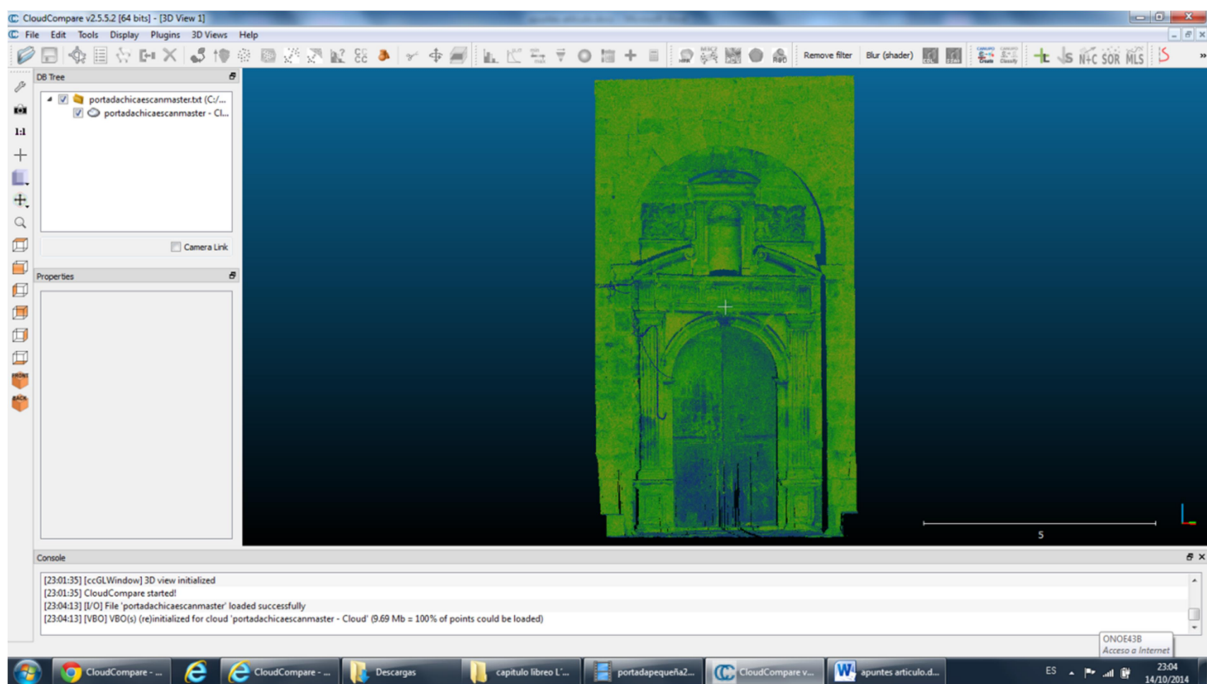 CloudCompare v2.5.5.2 [64 bits] - [3D View 1]
File Edit Tools Display Plugins 3D Views Help
Remove filter Blur (shader) N+C SOR MLS
DB Tree
portadachicaescanmaster.txt (C:/...
portadachicaescanmaster - Cl...
1:1
Camera Link
Properties
FRONT
BACK
5
Console
[23:01:35] [ccGLWindow] 3D view initialized
[23:01:35] CloudCompare started!
[23:04:13] [I/O] File 'portadachicaescanmaster' loaded successfully
[23:04:13] [VBO] VBO(s) (re)initialized for cloud 'portadachicaescanmaster - Cloud' (9.69 Mb = 100% of points could be loaded)
ONOE43B
Acceso a Internet
CloudCompare - ... CloudCompare - ... Descargas capitulo libreo L'... portadapequeña2... CloudCompare v... apuntes articulo.d... ES 23:04
14/10/2014